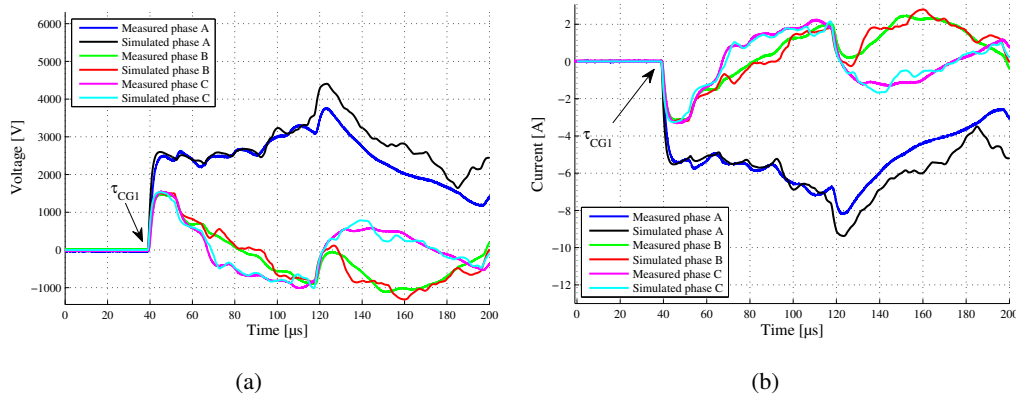 6000
5000
4000
3000
2000
1000
0
-1000
Voltage [V]
Measured phase A
Simulated phase A
Measured phase B
Simulated phase B
Measured phase C
Simulated phase C
τCG1
0 20 40 60 80 100 120 140 160 180 200
Time [µs]
(a)
2
0
-2
-4
-6
-8
-10
-12
Current [A]
τCG1
Measured phase A
Simulated phase A
Measured phase B
Simulated phase B
Measured phase C
Simulated phase C
0 20 40 60 80 100 120 140 160 180 200
Time [µs]
(b)